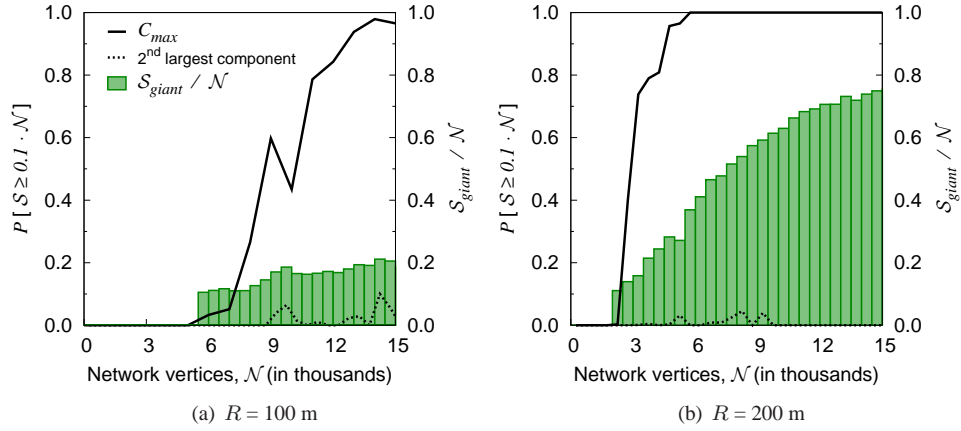 C_max
2nd largest component
S_giant / N
P [ S ≥ 0.1 · N ]
1.0
0.8
0.6
0.4
0.2
0.0
1.0
0.8
0.6
0.4
0.2
0.0
S_giant / N
0 3 6 9 12 15
Network vertices, N (in thousands)
(a) R = 100 m
P [ S ≥ 0.1 · N ]
1.0
0.8
0.6
0.4
0.2
0.0
1.0
0.8
0.6
0.4
0.2
0.0
S_giant / N
0 3 6 9 12 15
Network vertices, N (in thousands)
(b) R = 200 m